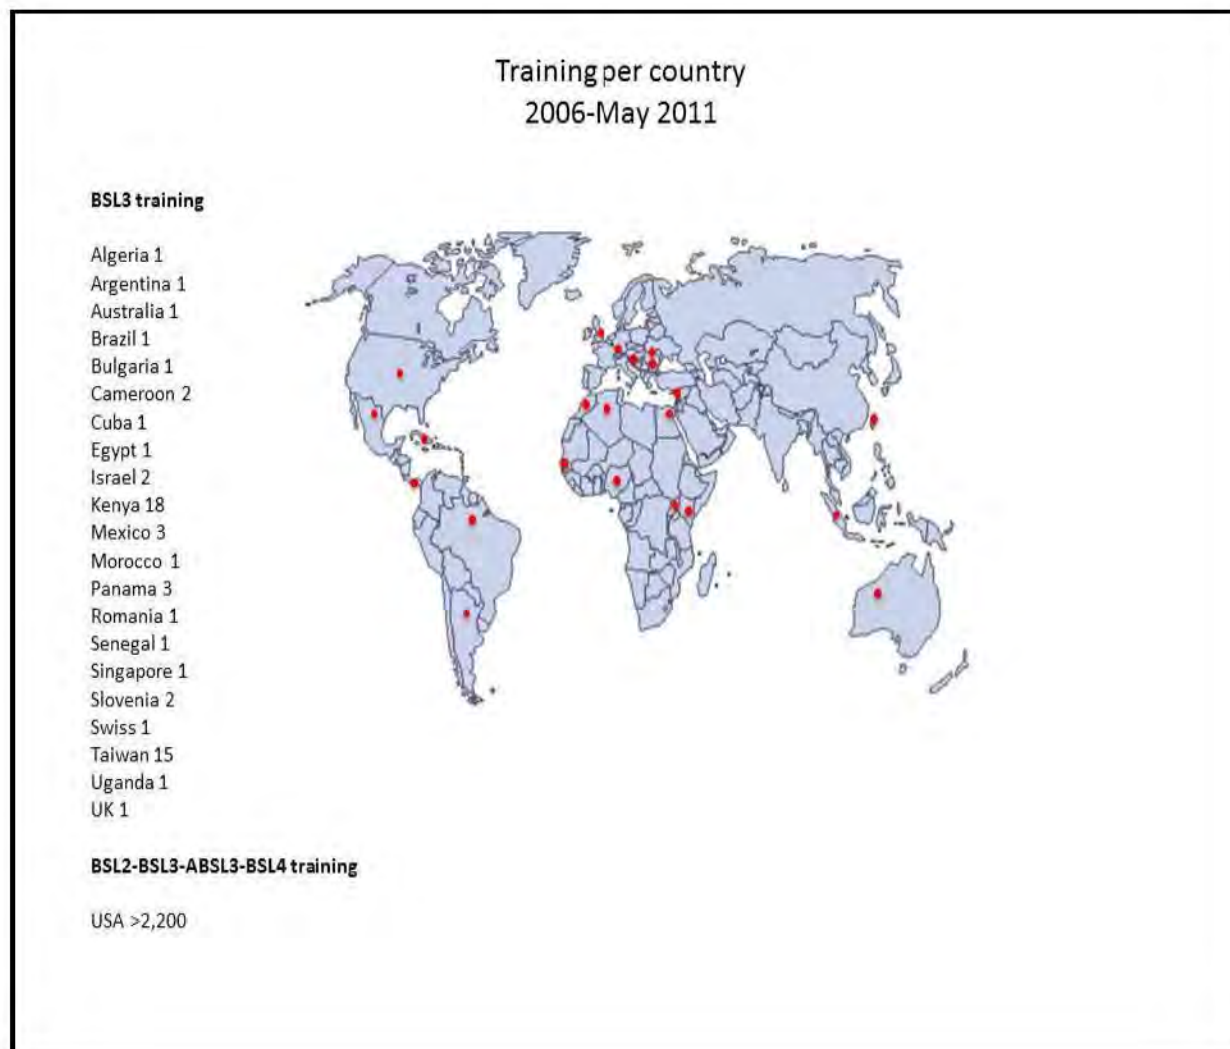 Training per country
2006-May 2011
BSL3 training
Algeria 1
Argentina 1
Australia 1
Brazil 1
Bulgaria 1
Cameroon 2
Cuba 1
Egypt 1
Israel 2
Kenya 18
Mexico 3
Morocco 1
Panama 3
Romania 1
Senegal 1
Singapore 1
Slovenia 2
Swiss 1
Taiwan 15
Uganda 1
UK 1
BSL2-BSL3-ABSL3-BSL4 training
USA >2,200